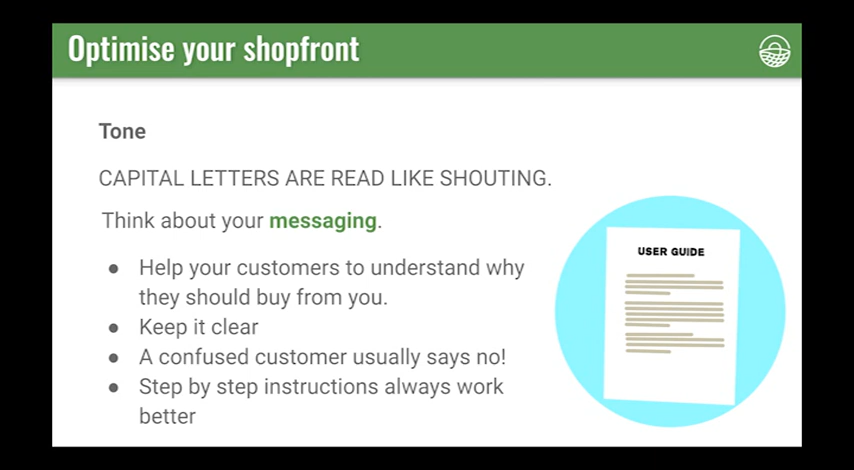 Optimise your shopfront
Tone
CAPITAL LETTERS ARE READ LIKE SHOUTING.
Think about your messaging.
● Help your customers to understand why
they should buy from you.
● Keep it clear
● A confused customer usually says no!
● Step by step instructions always work
better
USER GUIDE